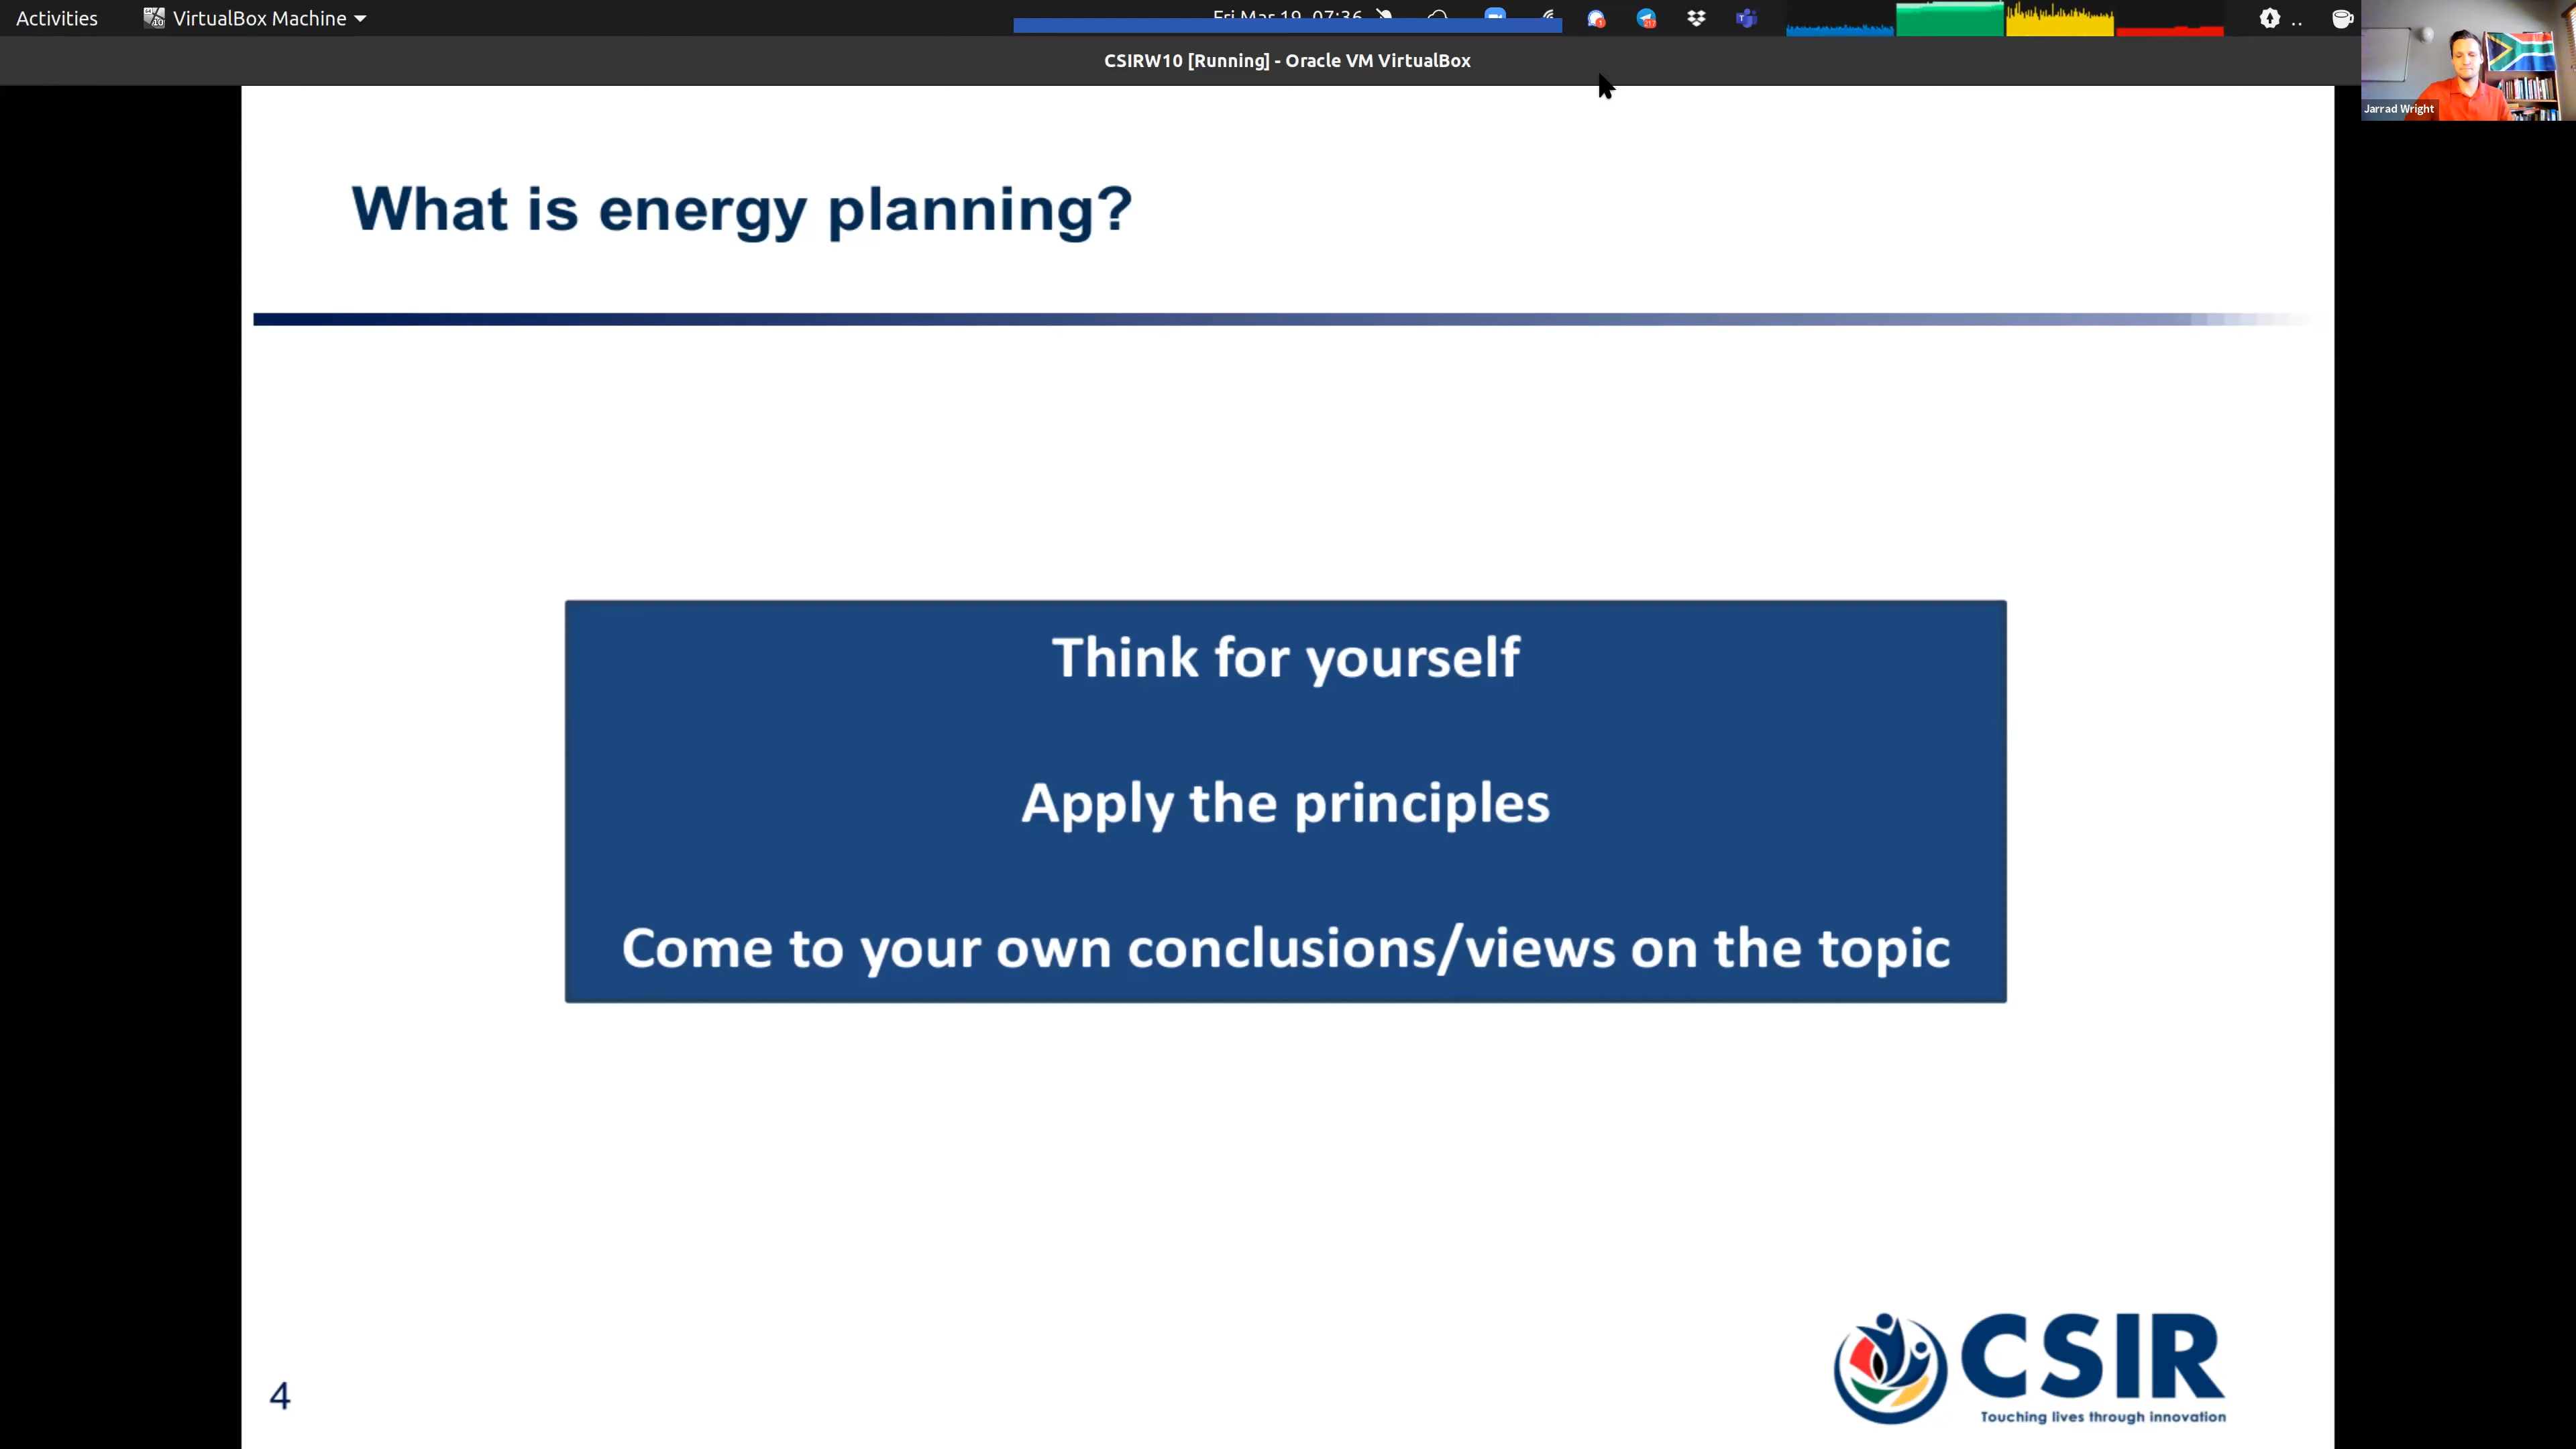 Activities
VirtualBox Machine
Fri Mar 19 07:36
CSIRW10 [Running] - Oracle VM VirtualBox
Jarrad Wright
What is energy planning?
Think for yourself
Apply the principles
Come to your own conclusions/views on the topic
4
CSIR
Touching lives through innovation